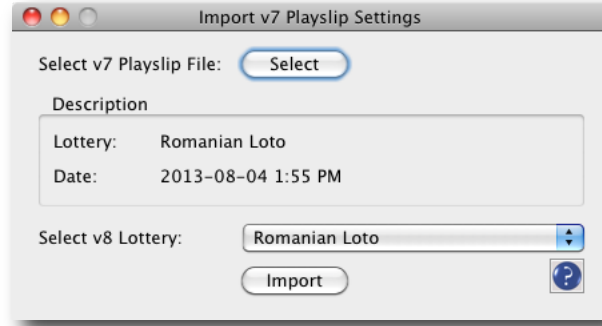 Import v7 Playslip Settings
Select v7 Playslip File: Select
Description
Lottery: Romanian Loto
Date: 2013-08-04 1:55 PM
Select v8 Lottery: Romanian Loto
Import
?